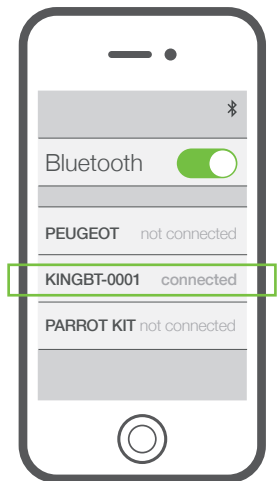 Bluetooth
PEUGEOT not connected
KINGBT-0001 connected
PARROT KIT not connected